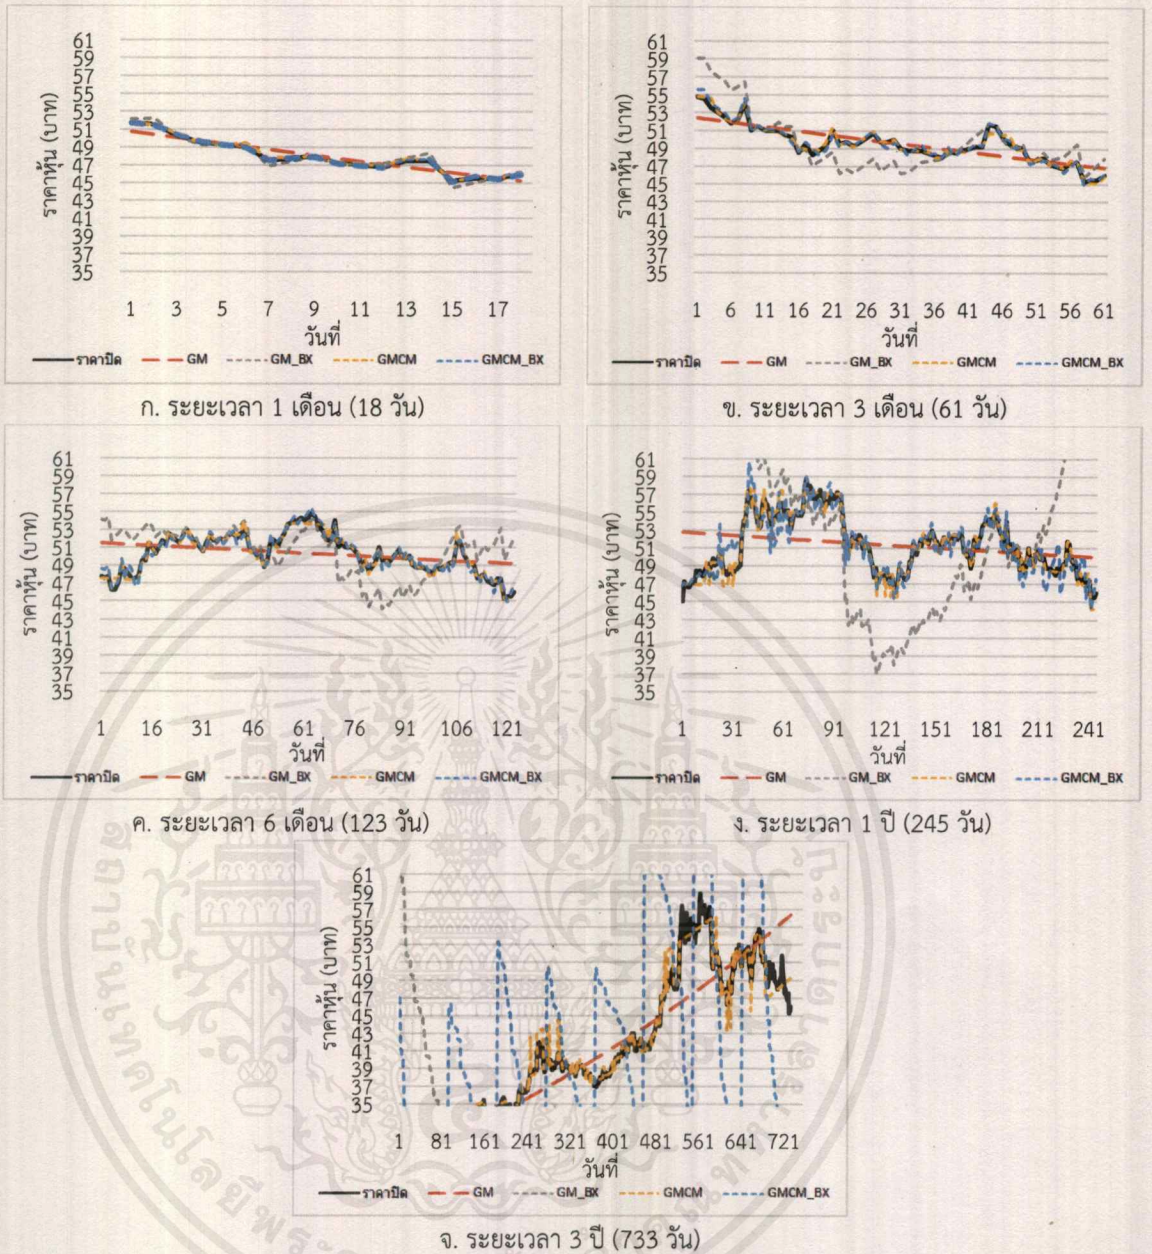 61
59
57
55
53
51
49
47
45
43
41
39
37
35
ราคาหุ้น (บาท)
1 3 5 7 9 11 13 15 17
วันที่
ราคาปิด GM GM_BX GMCM GMCM_BX
ก. ระยะเวลา 1 เดือน (18 วัน)
61
59
57
55
53
51
49
47
45
43
41
39
37
35
ราคาหุ้น (บาท)
1 6 11 16 21 26 31 36 41 46 51 56 61
วันที่
ราคาปิด GM GM_BX GMCM GMCM_BX
ข. ระยะเวลา 3 เดือน (61 วัน)
61
59
57
55
53
51
49
47
45
43
41
39
37
35
ราคาหุ้น (บาท)
1 16 31 46 61 76 91 106 121
วันที่
ราคาปิด GM GM_BX GMCM GMCM_BX
ค. ระยะเวลา 6 เดือน (123 วัน)
61
59
57
55
53
51
49
47
45
43
41
39
37
35
ราคาหุ้น (บาท)
1 31 61 91 121 151 181 211 241
วันที่
ราคาปิด GM GM_BX GMCM GMCM_BX
ง. ระยะเวลา 1 ปี (245 วัน)
61
59
57
55
53
51
49
47
45
43
41
39
37
35
ราคาหุ้น (บาท)
1 81 161 241 321 401 481 561 641 721
วันที่
ราคาปิด GM GM_BX GMCM GMCM_BX
จ. ระยะเวลา 3 ปี (733 วัน)